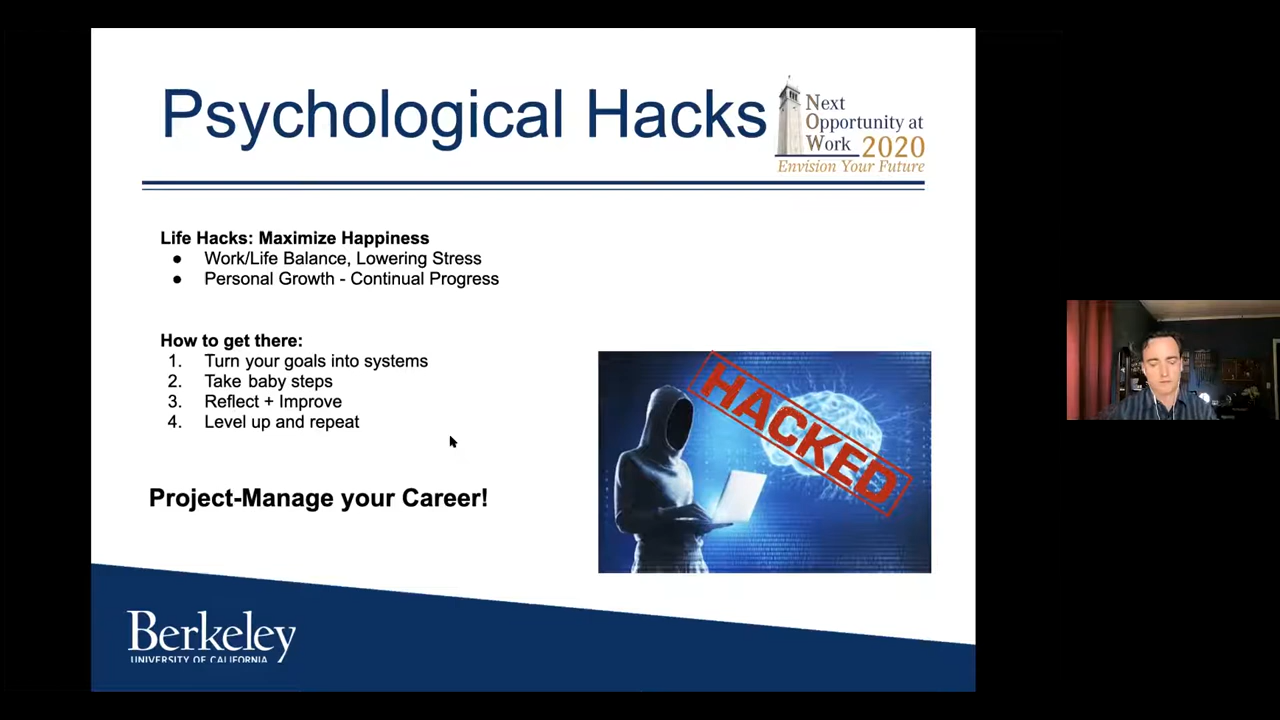 Psychological Hacks
Next
Opportunity at
Work 2020
Envision Your Future
Life Hacks: Maximize Happiness
● Work/Life Balance, Lowering Stress
● Personal Growth - Continual Progress
How to get there:
1. Turn your goals into systems
2. Take baby steps
3. Reflect + Improve
4. Level up and repeat
HACKED
Project-Manage your Career!
Berkeley
UNIVERSITY OF CALIFORNIA